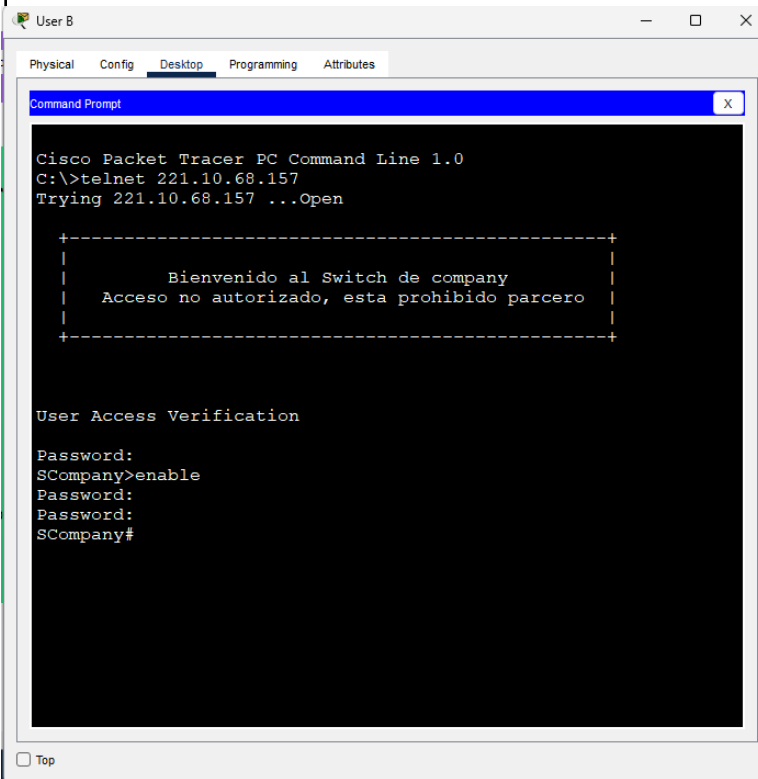 User B
Physical Config Desktop Programming Attributes
Command Prompt
X
Cisco Packet Tracer PC Command Line 1.0
C:\>telnet 221.10.68.157
Trying 221.10.68.157 ...Open
+--------------------------------------------------+
| |
| Bienvenido al Switch de company |
| Acceso no autorizado, esta prohibido parcero |
| |
+--------------------------------------------------+
User Access Verification
Password:
SCompany>enable
Password:
Password:
SCompany#
Top